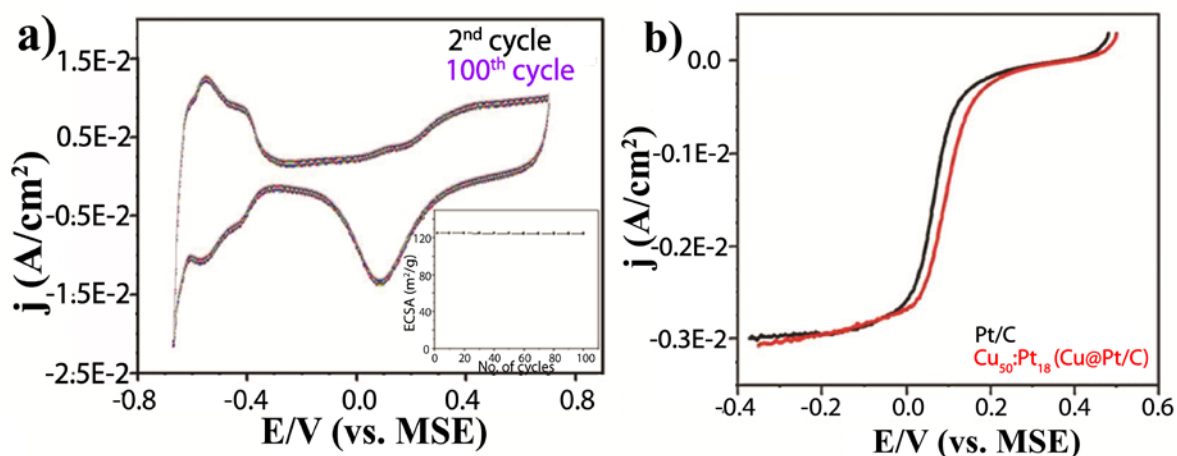 a)
2nd cycle
100th cycle
1.5E-2
0.5E-2
-0.5E-2
-1.5E-2
-2.5E-2
j (A/cm2)
-0.8
-0.4
0.0
0.4
0.8
E/V (vs. MSE)
ECSA (m2/g)
120
80
40
0
0
20
40
60
80
100
No. of cycles
b)
0.0
-0.1E-2
-0.2E-2
-0.3E-2
j (A/cm2)
Pt/C
Cu50:Pt18 (Cu@Pt/C)
-0.4
-0.2
0.0
0.2
0.4
0.6
E/V (vs. MSE)